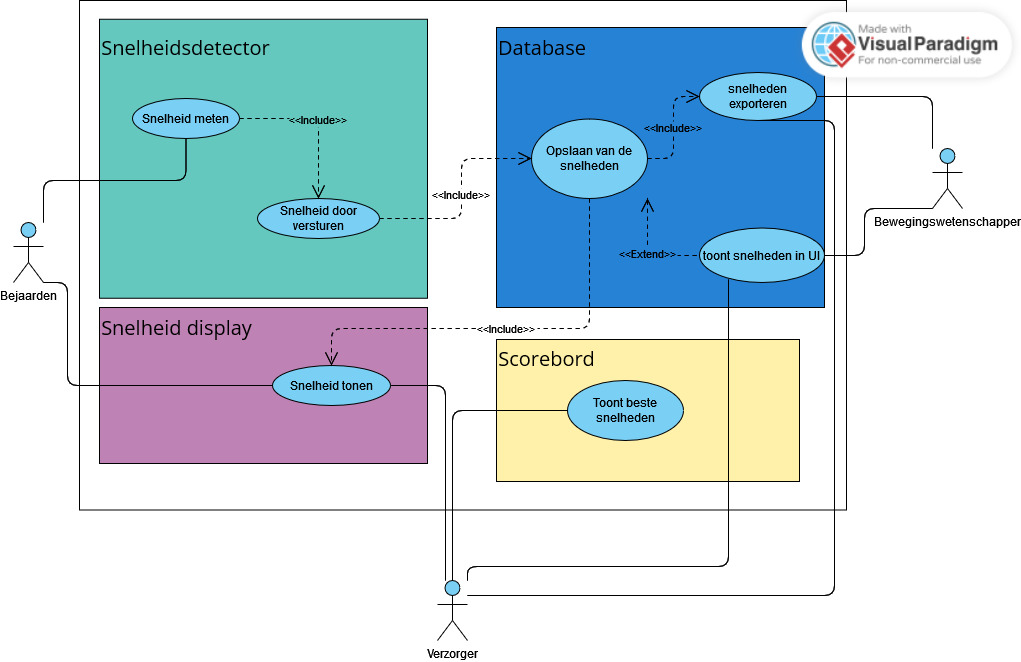 Made with
Visual Paradigm
For non-commercial use
Snelheidsdetector
Snelheid meten
<<Include>>
Snelheid door
versturen
<<Include>>
Database
snelheden
exporteren
<<Include>>
Opslaan van de
snelheden
<<Extend>>
toont snelheden in UI
Bewegingswetenschapper
Bejaarden
Snelheid display
<<Include>>
Snelheid tonen
Scorebord
Toont beste
snelheden
Verzorger